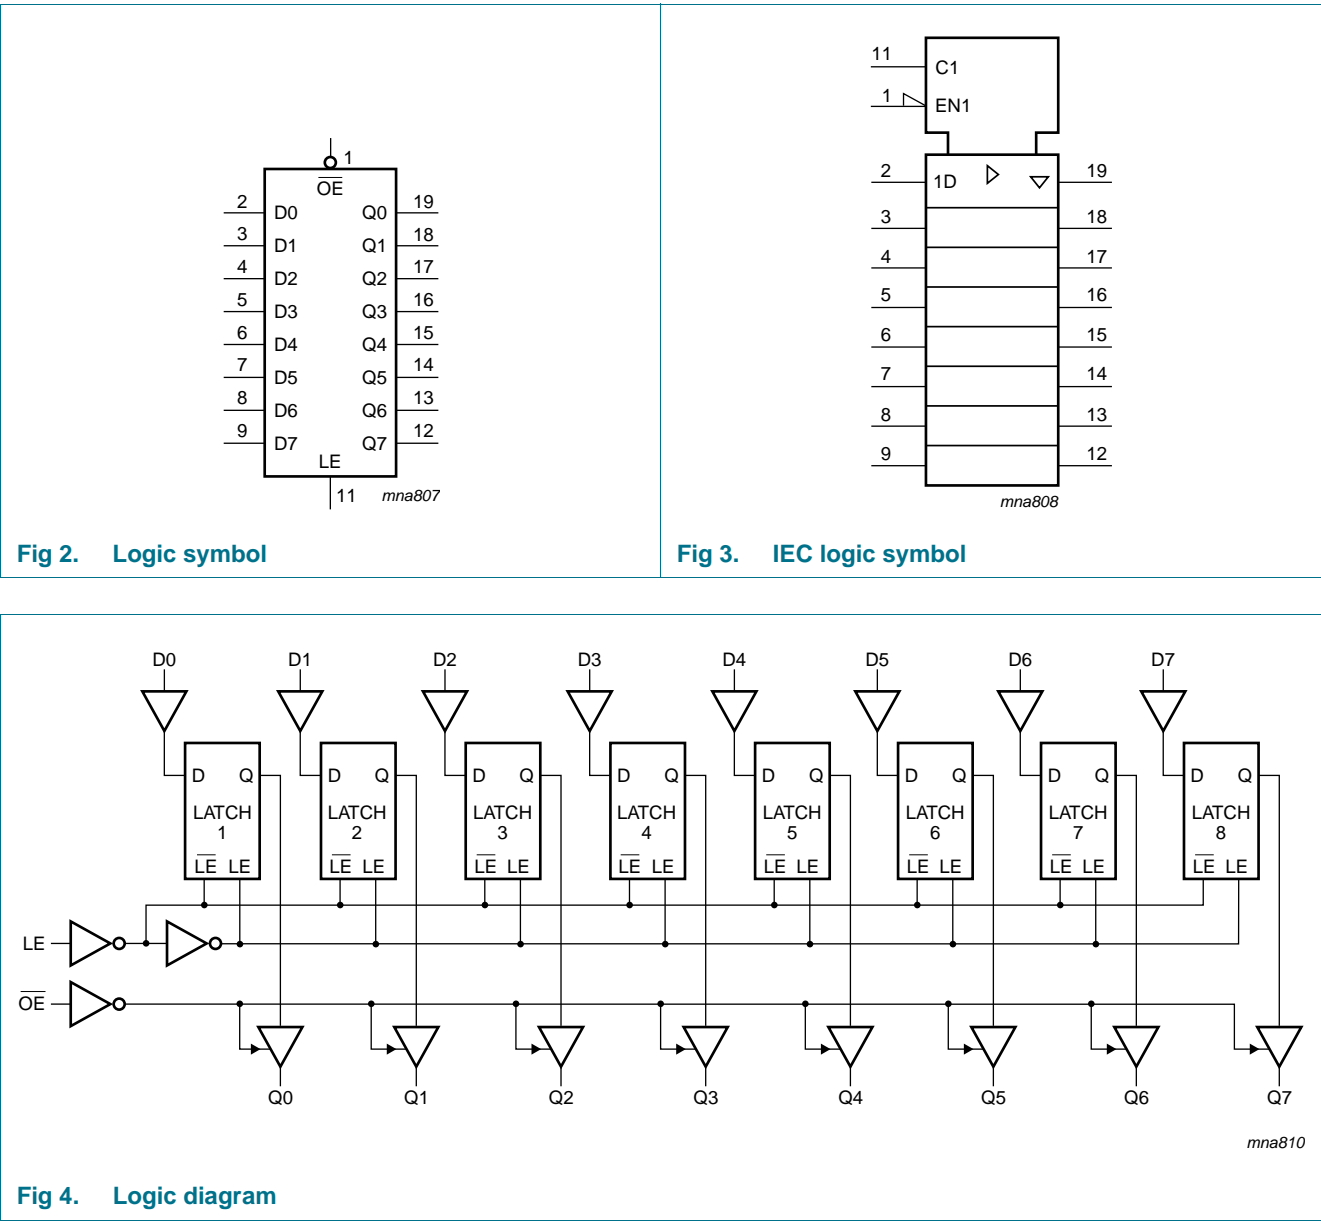 1
OE
2 D0 Q0 19
3 D1 Q1 18
4 D2 Q2 17
5 D3 Q3 16
6 D4 Q4 15
7 D5 Q5 14
8 D6 Q6 13
9 D7 Q7 12
LE
11 mna807
Fig 2. Logic symbol
11 C1
1 EN1
2 1D 19
3 18
4 17
5 16
6 15
7 14
8 13
9 12
mna808
Fig 3. IEC logic symbol
D0 D1 D2 D3 D4 D5 D6 D7
D Q D Q D Q D Q D Q D Q D Q D Q
LATCH LATCH LATCH LATCH LATCH LATCH LATCH LATCH
1 2 3 4 5 6 7 8
LE LE LE LE LE LE LE LE LE LE LE LE LE LE LE LE
LE
OE
Q0 Q1 Q2 Q3 Q4 Q5 Q6 Q7
mna810
Fig 4. Logic diagram